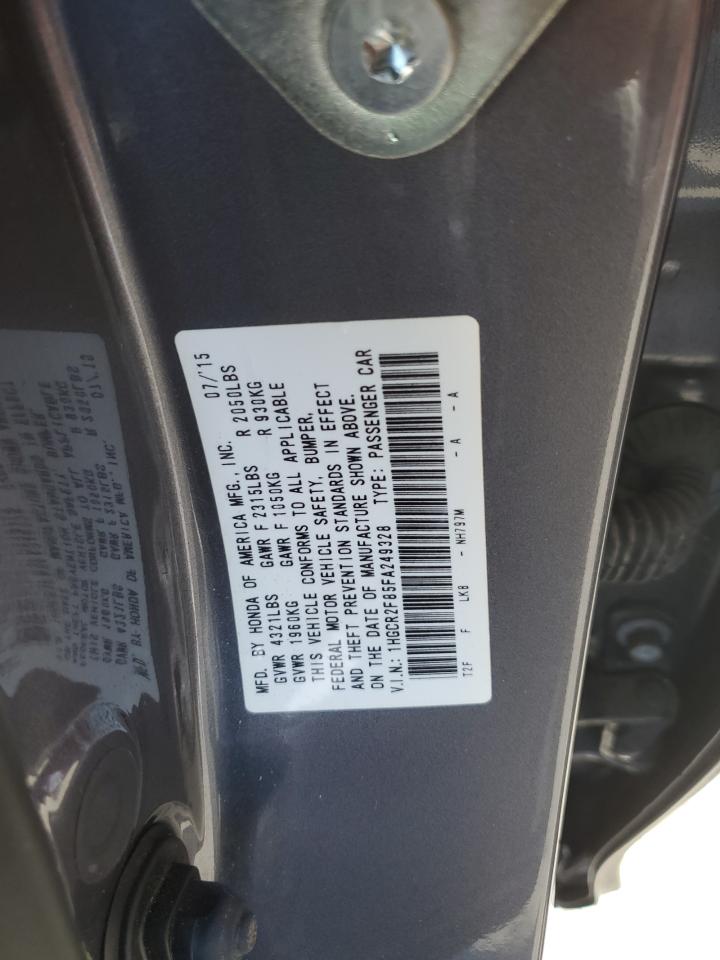 MFD. BY HONDA OF AMERICA MFG., INC. 07/'15
GVWR 4321LBS GAWR F 2315LBS R 2050LBS
GVWR 1960KG GAWR F 1050KG R 930KG
THIS VEHICLE CONFORMS TO ALL APPLICABLE
FEDERAL MOTOR VEHICLE SAFETY, BUMPER,
AND THEFT PREVENTION STANDARDS IN EFFECT
ON THE DATE OF MANUFACTURE SHOWN ABOVE.
V.I.N.: 1HGCR2F85FA249328 TYPE: PASSENGER CAR
T2F F LK8 - NH797M - A - A